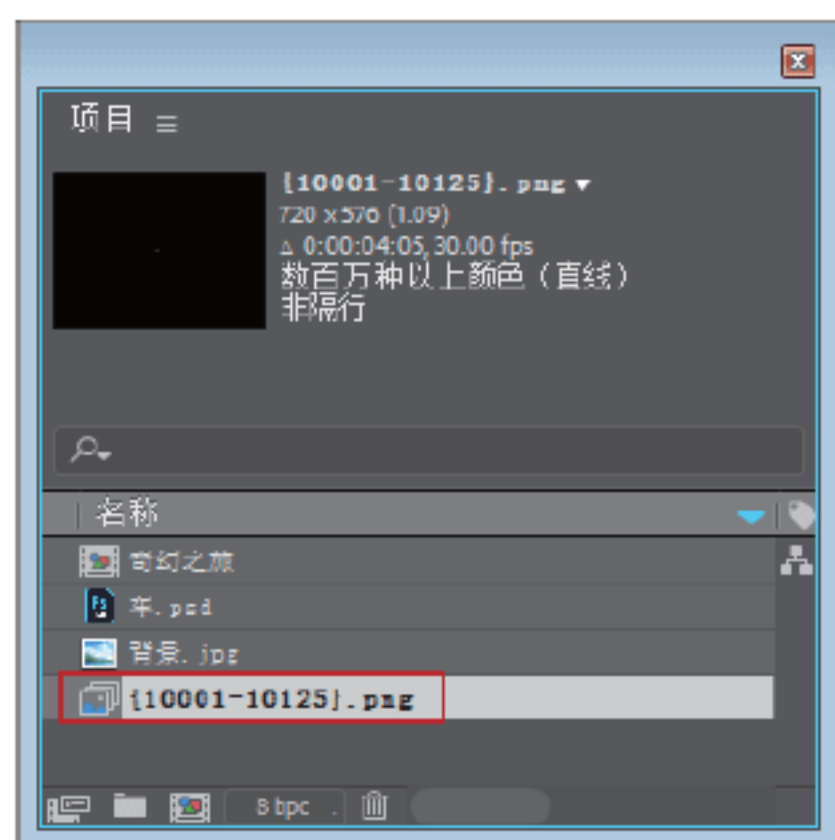 项目
{10001-10125}.png
720 x 576 (1.09)
Δ 0:00:04:05, 30.00 fps
数百万种以上颜色（直线）
非隔行
名称
奇幻之旅
车.psd
背景.jpg
{10001-10125}.png
8 bpc